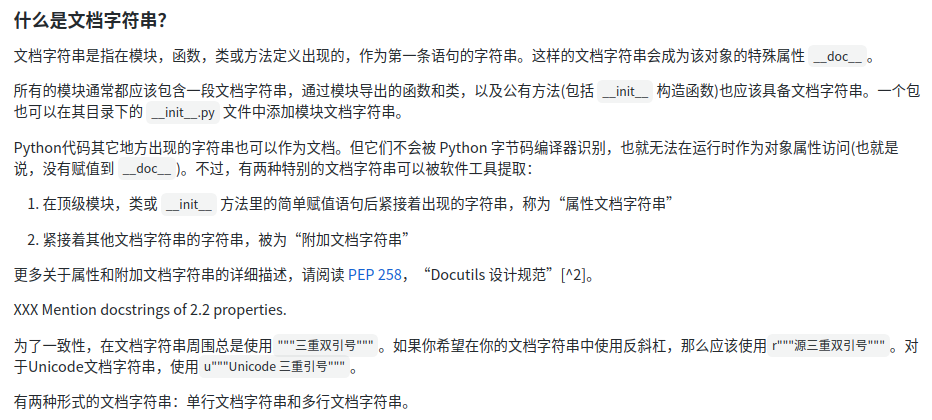 什么是文档字符串？
文档字符串是指在模块，函数，类或方法定义出现的，作为第一条语句的字符串。这样的文档字符串会成为该对象的特殊属性 __doc__ 。
所有的模块通常都应该包含一段文档字符串，通过模块导出的函数和类，以及公有方法(包括 __init__ 构造函数)也应该具备文档字符串。一个包
也可以在其目录下的 __init__.py 文件中添加模块文档字符串。
Python代码其它地方出现的字符串也可以作为文档。但它们不会被 Python 字节码编译器识别，也就无法在运行时作为对象属性访问(也就是
说，没有赋值到 __doc__ )。不过，有两种特别的文档字符串可以被软件工具提取：
1. 在顶级模块，类或 __init__ 方法里的简单赋值语句后紧接着出现的字符串，称为“属性文档字符串”
2. 紧接着其他文档字符串的字符串，被为“附加文档字符串”
更多关于属性和附加文档字符串的详细描述，请阅读 PEP 258，“Docutils 设计规范”[^2]。
XXX Mention docstrings of 2.2 properties.
为了一致性，在文档字符串周围总是使用 """三重双引号""" 。如果你希望在你的文档字符串中使用反斜杠，那么应该使用 r"""源三重双引号""" 。对
于Unicode文档字符串，使用 u"""Unicode 三重引号""" 。
有两种形式的文档字符串：单行文档字符串和多行文档字符串。